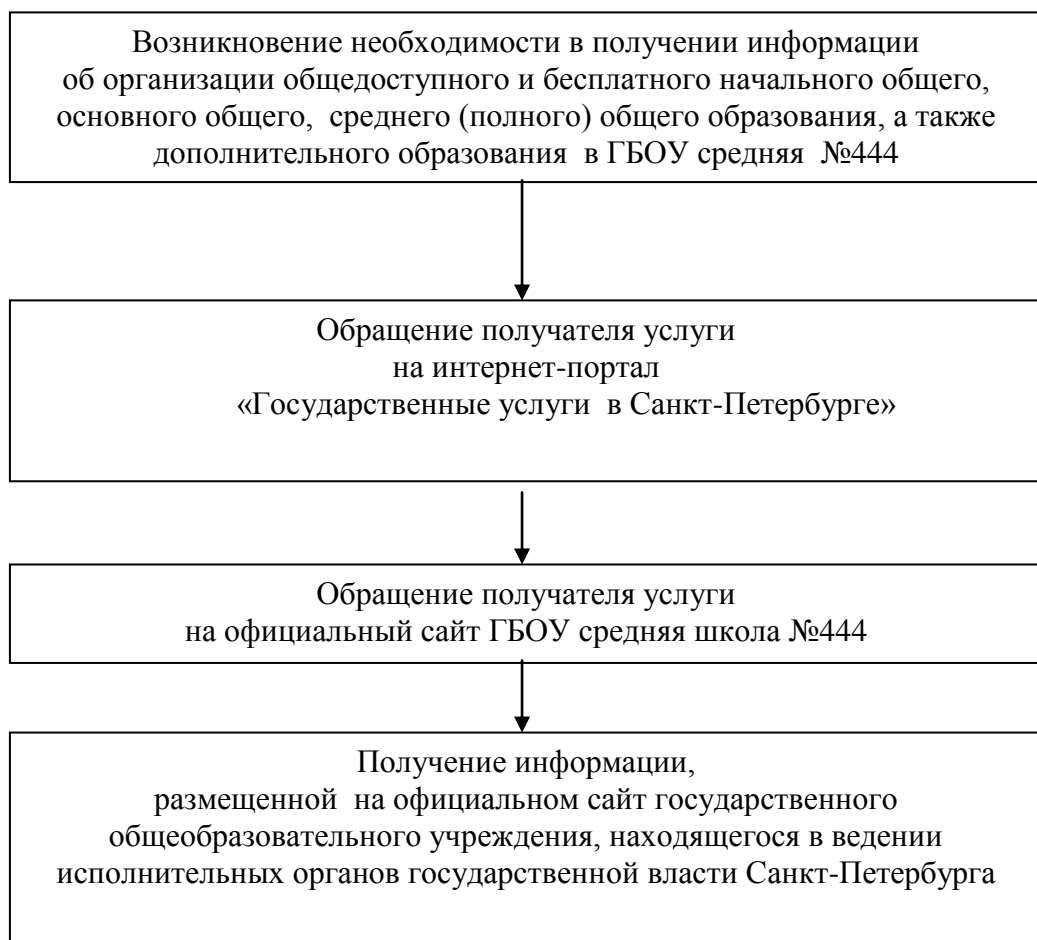 Возникновение необходимости в получении информации
об организации общедоступного и бесплатного начального общего,
основного общего, среднего (полного) общего образования, а также
дополнительного образования в ГБОУ средняя №444
Обращение получателя услуги
на интернет-портал
«Государственные услуги в Санкт-Петербурге»
Обращение получателя услуги
на официальный сайт ГБОУ средняя школа №444
Получение информации,
размещенной на официальном сайт государственного
общеобразовательного учреждения, находящегося в ведении
исполнительных органов государственной власти Санкт-Петербурга